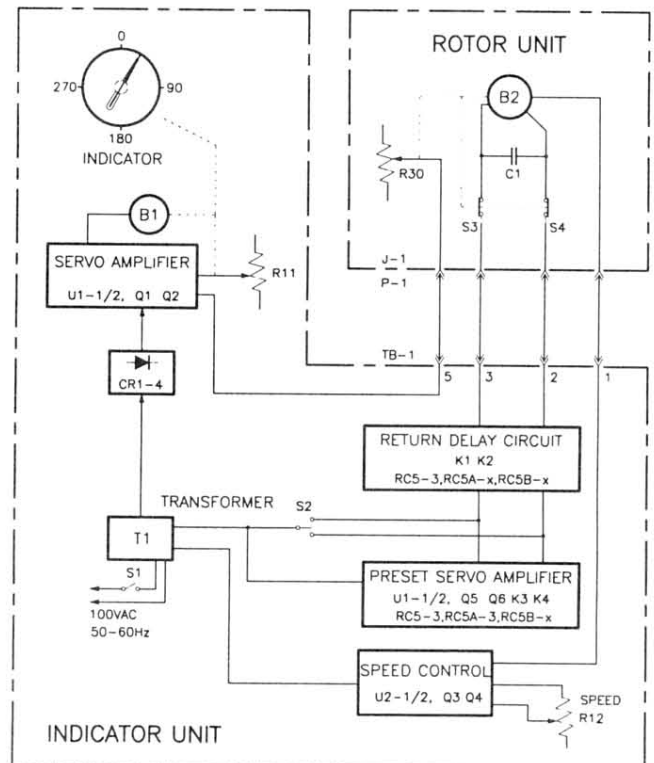 0
270
90
180
INDICATOR
ROTOR UNIT
B2
R30
C1
S3
S4
B1
SERVO AMPLIFIER
U1-1/2, Q1 Q2
R11
J-1
P-1
CR1-4
TB-1
5
3
2
1
RETURN DELAY CIRCUIT
K1 K2
RC5-3,RC5A-x,RC5B-x
TRANSFORMER
S2
T1
S1
100VAC
50-60Hz
PRESET SERVO AMPLIFIER
U1-1/2, Q5 Q6 K3 K4
RC5-3,RC5A-3,RC5B-x
SPEED CONTROL
U2-1/2, Q3 Q4
SPEED
R12
INDICATOR UNIT